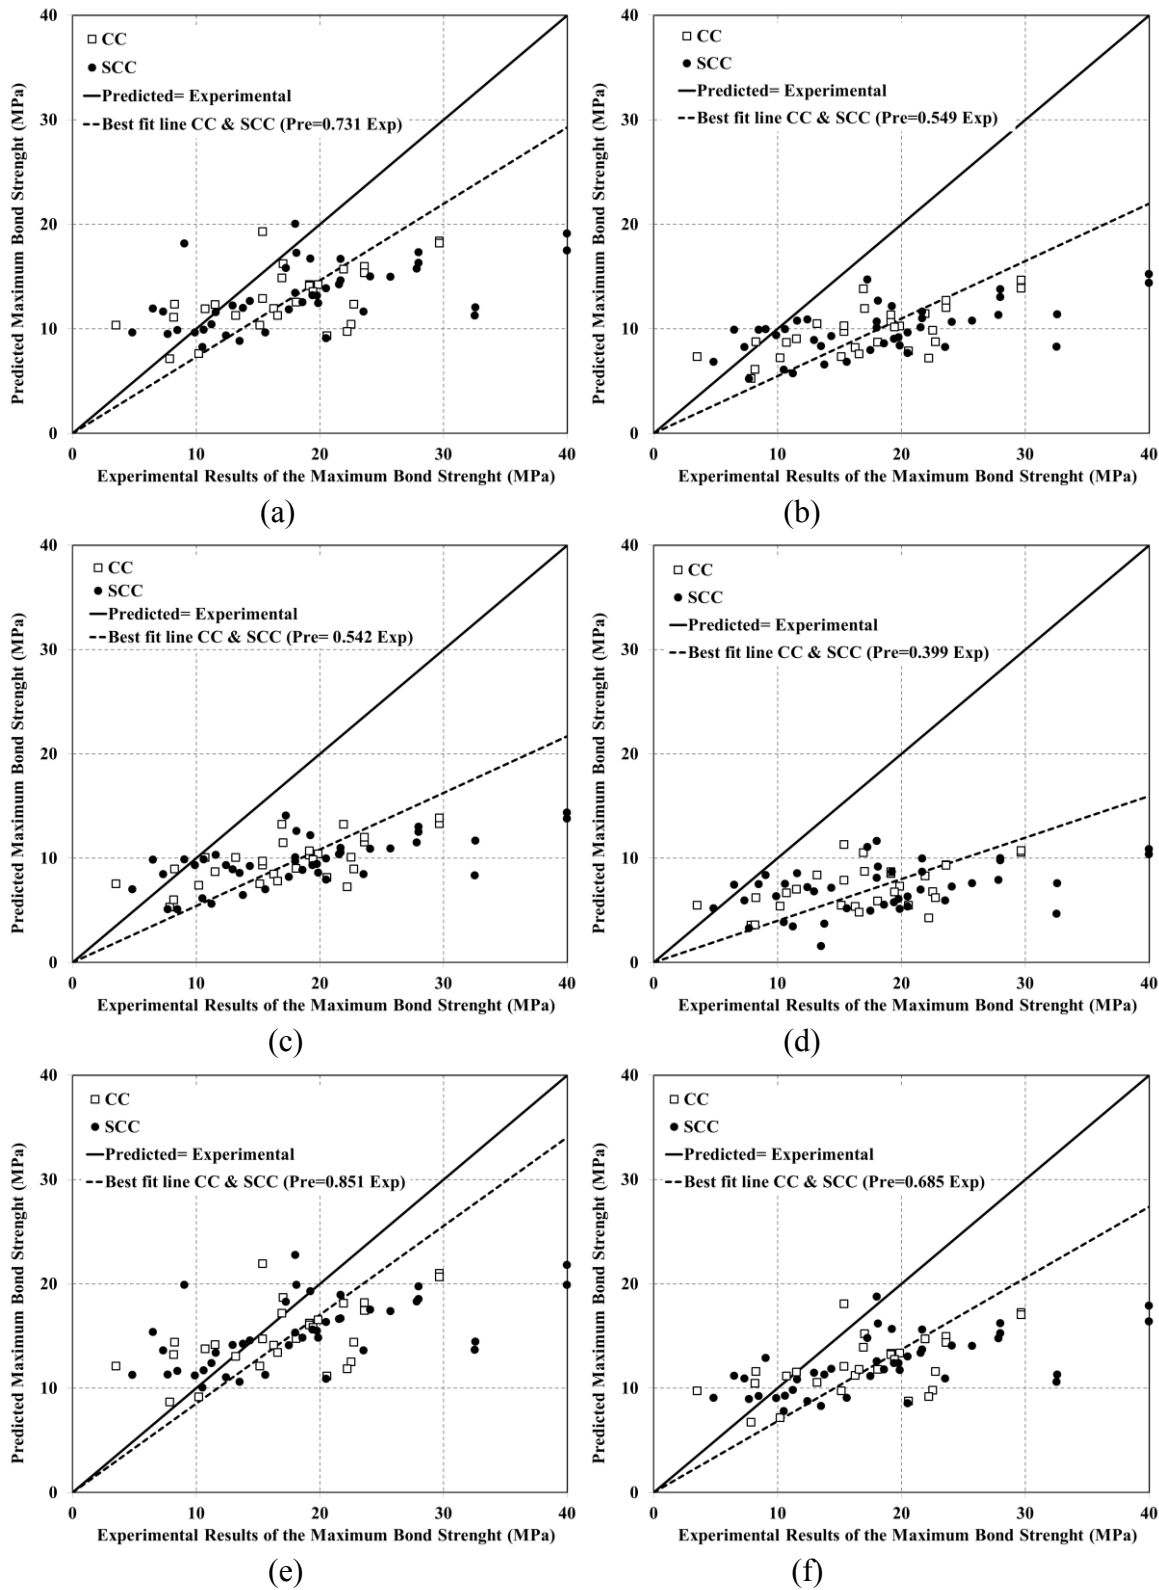 40
CC
SCC
Predicted= Experimental
Best fit line CC & SCC (Pre=0.731 Exp)
30
20
10
0
0 10 20 30 40
Predicted Maximum Bond Strenght (MPa)
Experimental Results of the Maximum Bond Strenght (MPa)
(a)
40
CC
SCC
Predicted= Experimental
Best fit line CC & SCC (Pre=0.549 Exp)
30
20
10
0
0 10 20 30 40
Predicted Maximum Bond Strenght (MPa)
Experimental Results of the Maximum Bond Strenght (MPa)
(b)
40
CC
SCC
Predicted= Experimental
Best fit line CC & SCC (Pre= 0.542 Exp)
30
20
10
0
0 10 20 30 40
Predicted Maximum Bond Strenght (MPa)
Experimental Results of the Maximum Bond Strenght (MPa)
(c)
40
CC
SCC
Predicted= Experimental
Best fit line CC & SCC (Pre=0.399 Exp)
30
20
10
0
0 10 20 30 40
Predicted Maximum Bond Strenght (MPa)
Experimental Results of the Maximum Bond Strenght (MPa)
(d)
40
CC
SCC
Predicted= Experimental
Best fit line CC & SCC (Pre=0.851 Exp)
30
20
10
0
0 10 20 30 40
Predicted Maximum Bond Strenght (MPa)
Experimental Results of the Maximum Bond Strenght (MPa)
(e)
40
CC
SCC
Predicted= Experimental
Best fit line CC & SCC (Pre=0.685 Exp)
30
20
10
0
0 10 20 30 40
Predicted Maximum Bond Strenght (MPa)
Experimental Results of the Maximum Bond Strenght (MPa)
(f)